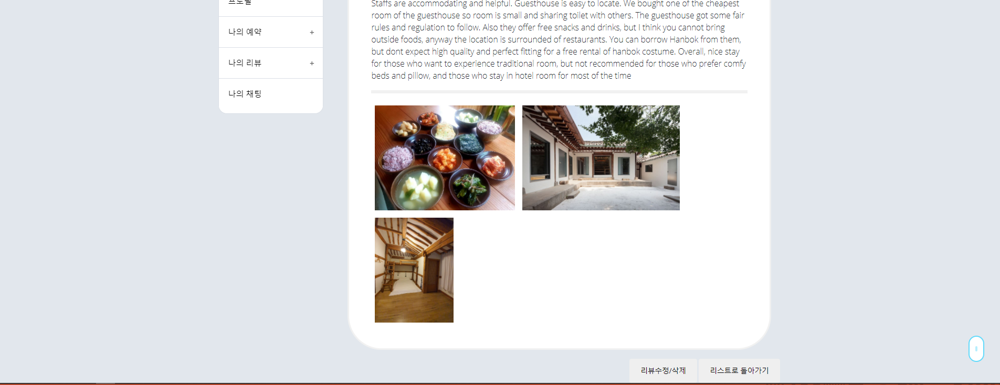 프로필
나의 예약 +
나의 리뷰 +
나의 채팅
Staffs are accommodating and helpful. Guesthouse is easy to locate. We bought one of the cheapest
room of the guesthouse so room is small and sharing toilet with others. The guesthouse got some fair
rules and regulation to follow. Also they offer free snacks and drinks, but I think you cannot bring
outside foods, anyway the location is surrounded of restaurants. You can borrow Hanbok from them,
but dont expect high quality and perfect fitting for a free rental of hanbok costume. Overall, nice stay
for those who want to experience traditional room, but not recommended for those who prefer comfy
beds and pillow, and those who stay in hotel room for most of the time
리뷰수정/삭제
리스트로 돌아가기